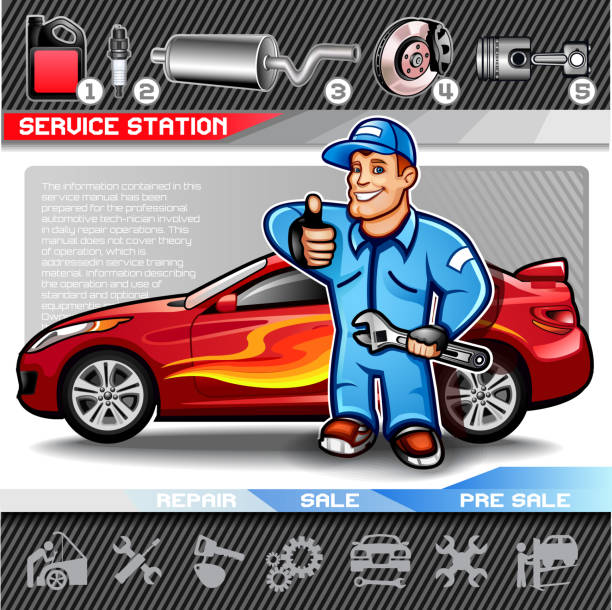 1 2 3 4 5
SERVICE STATION
The information contained in this
service manual has been
prepared for the professional
automotive tech-nician involved
in daily repair operations. This
manual does not cover theory
of operation, which is
addressedin service training
material. Information describing
the operation and use of
standard and optional
REPAIR SALE PRE SALE